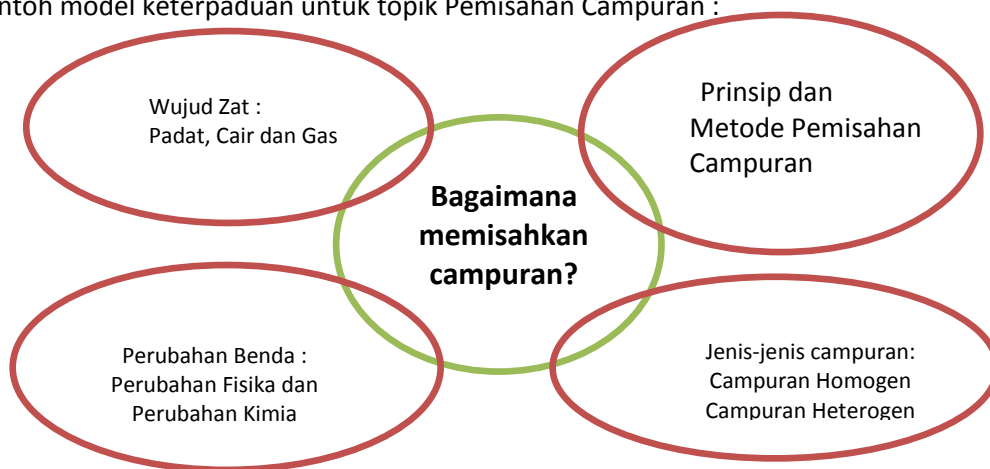 ntoh model keterpaduan untuk topik Pemisahan Campuran :
Wujud Zat :
Padat, Cair dan Gas
Prinsip dan
Metode Pemisahan
Campuran
Bagaimana
memisahkan
campuran?
Perubahan Benda :
Perubahan Fisika dan
Perubahan Kimia
Jenis-jenis campuran:
Campuran Homogen
Campuran Heterogen